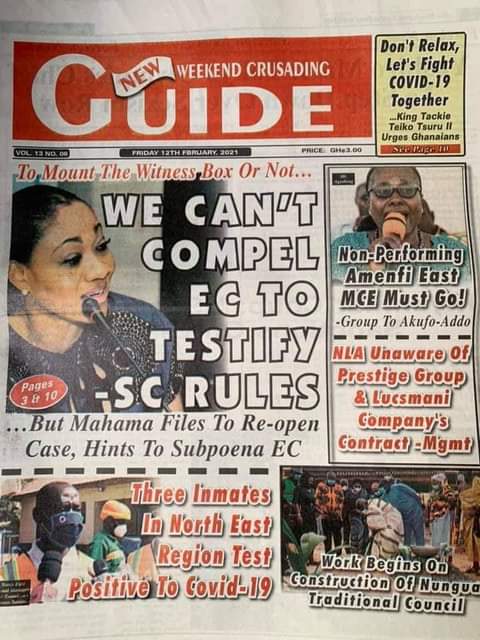 NEW
WEEKEND CRUSADING
GUIDE
Don't Relax,
Let's Fight
COVID-19
Together
...King Tackie
Teiko Tsuru II
Urges Ghanaians
See Page 10
VOL. 13 NO. 08
FRIDAY 12TH FBRUARY, 2021
PRICE: GH¢3.00
To Mount The Witness Box Or Not...
WE CAN'T
COMPEL
EC TO
TESTIFY
-SC RULES
Pages
3 & 10
...But Mahama Files To Re-open
Case, Hints To Subpoena EC
Non-Performing
Amenfi East
MCE Must Go!
-Group To Akufo-Addo
NLA Unaware Of
Prestige Group
& Lucsmani
Company's
Contract -Mgmt
Three Inmates
In North East
Region Test
Positive To Covid-19
Work Begins On
Construction Of Nungua
Traditional Council